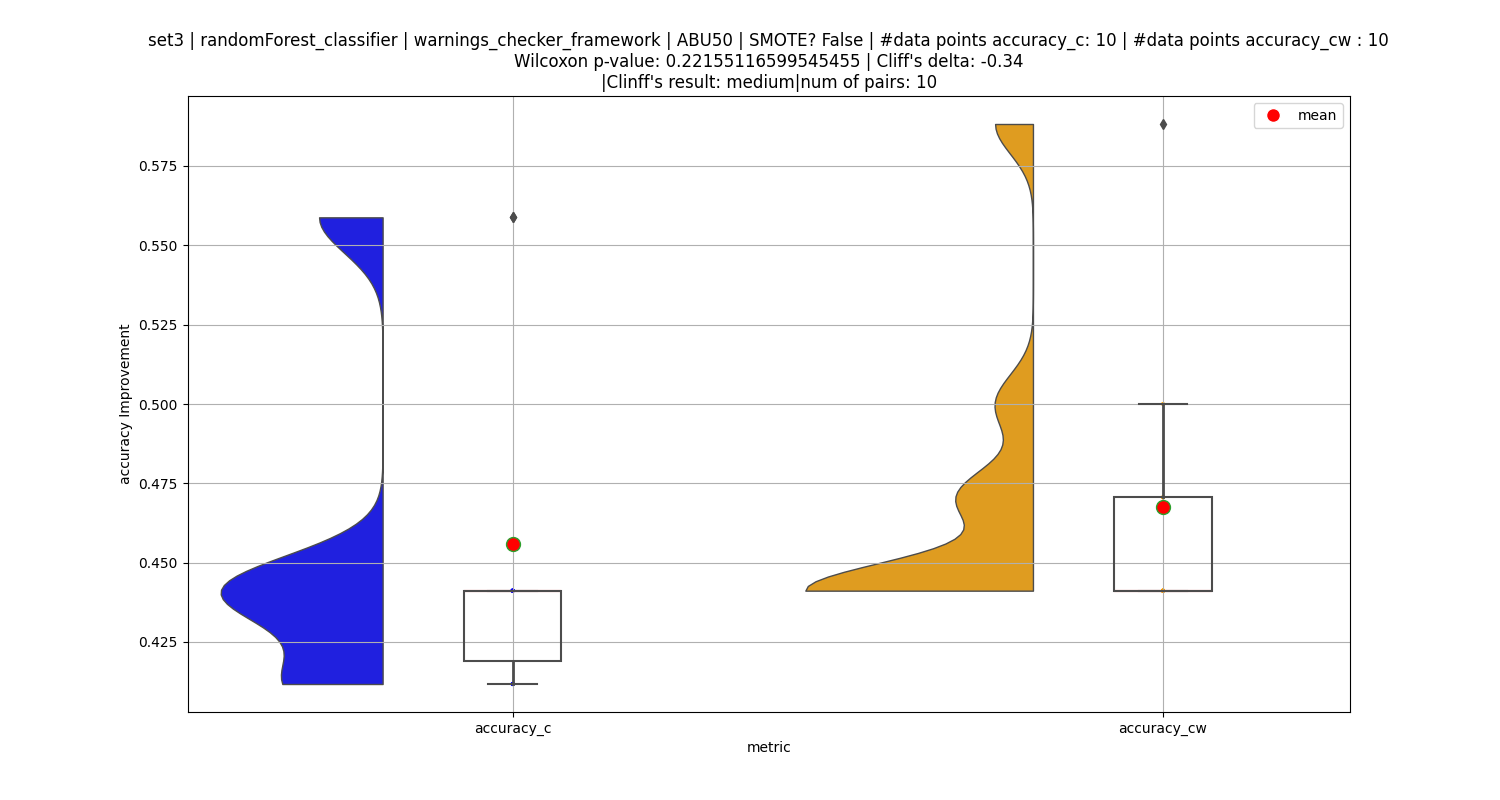 set3 | randomForest_classifier | warnings_checker_framework | ABU50 | SMOTE? False | #data points accuracy_c: 10 | #data points accuracy_cw : 10
Wilcoxon p-value: 0.22155116599545455 | Cliff's delta: -0.34
|Clinff's result: medium|num of pairs: 10
mean
0.575
0.550
0.525
0.500
0.475
0.450
0.425
accuracy Improvement
accuracy_c
accuracy_cw
metric